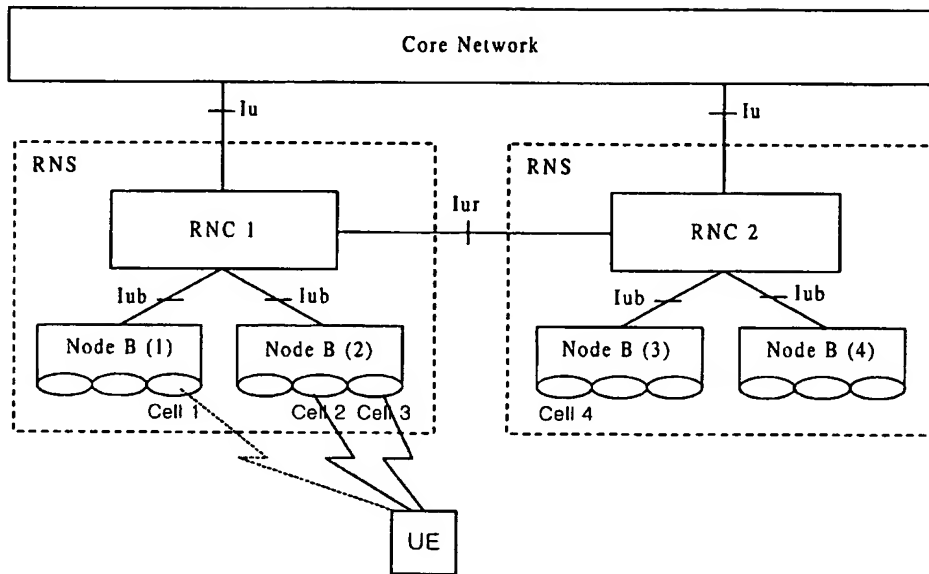 Core Network
Iu
Iu
RNS
RNS
RNC 1
Iur
RNC 2
Iub
Iub
Iub
Iub
Node B (1)
Node B (2)
Node B (3)
Node B (4)
Cell 1
Cell 2
Cell 3
Cell 4
UE